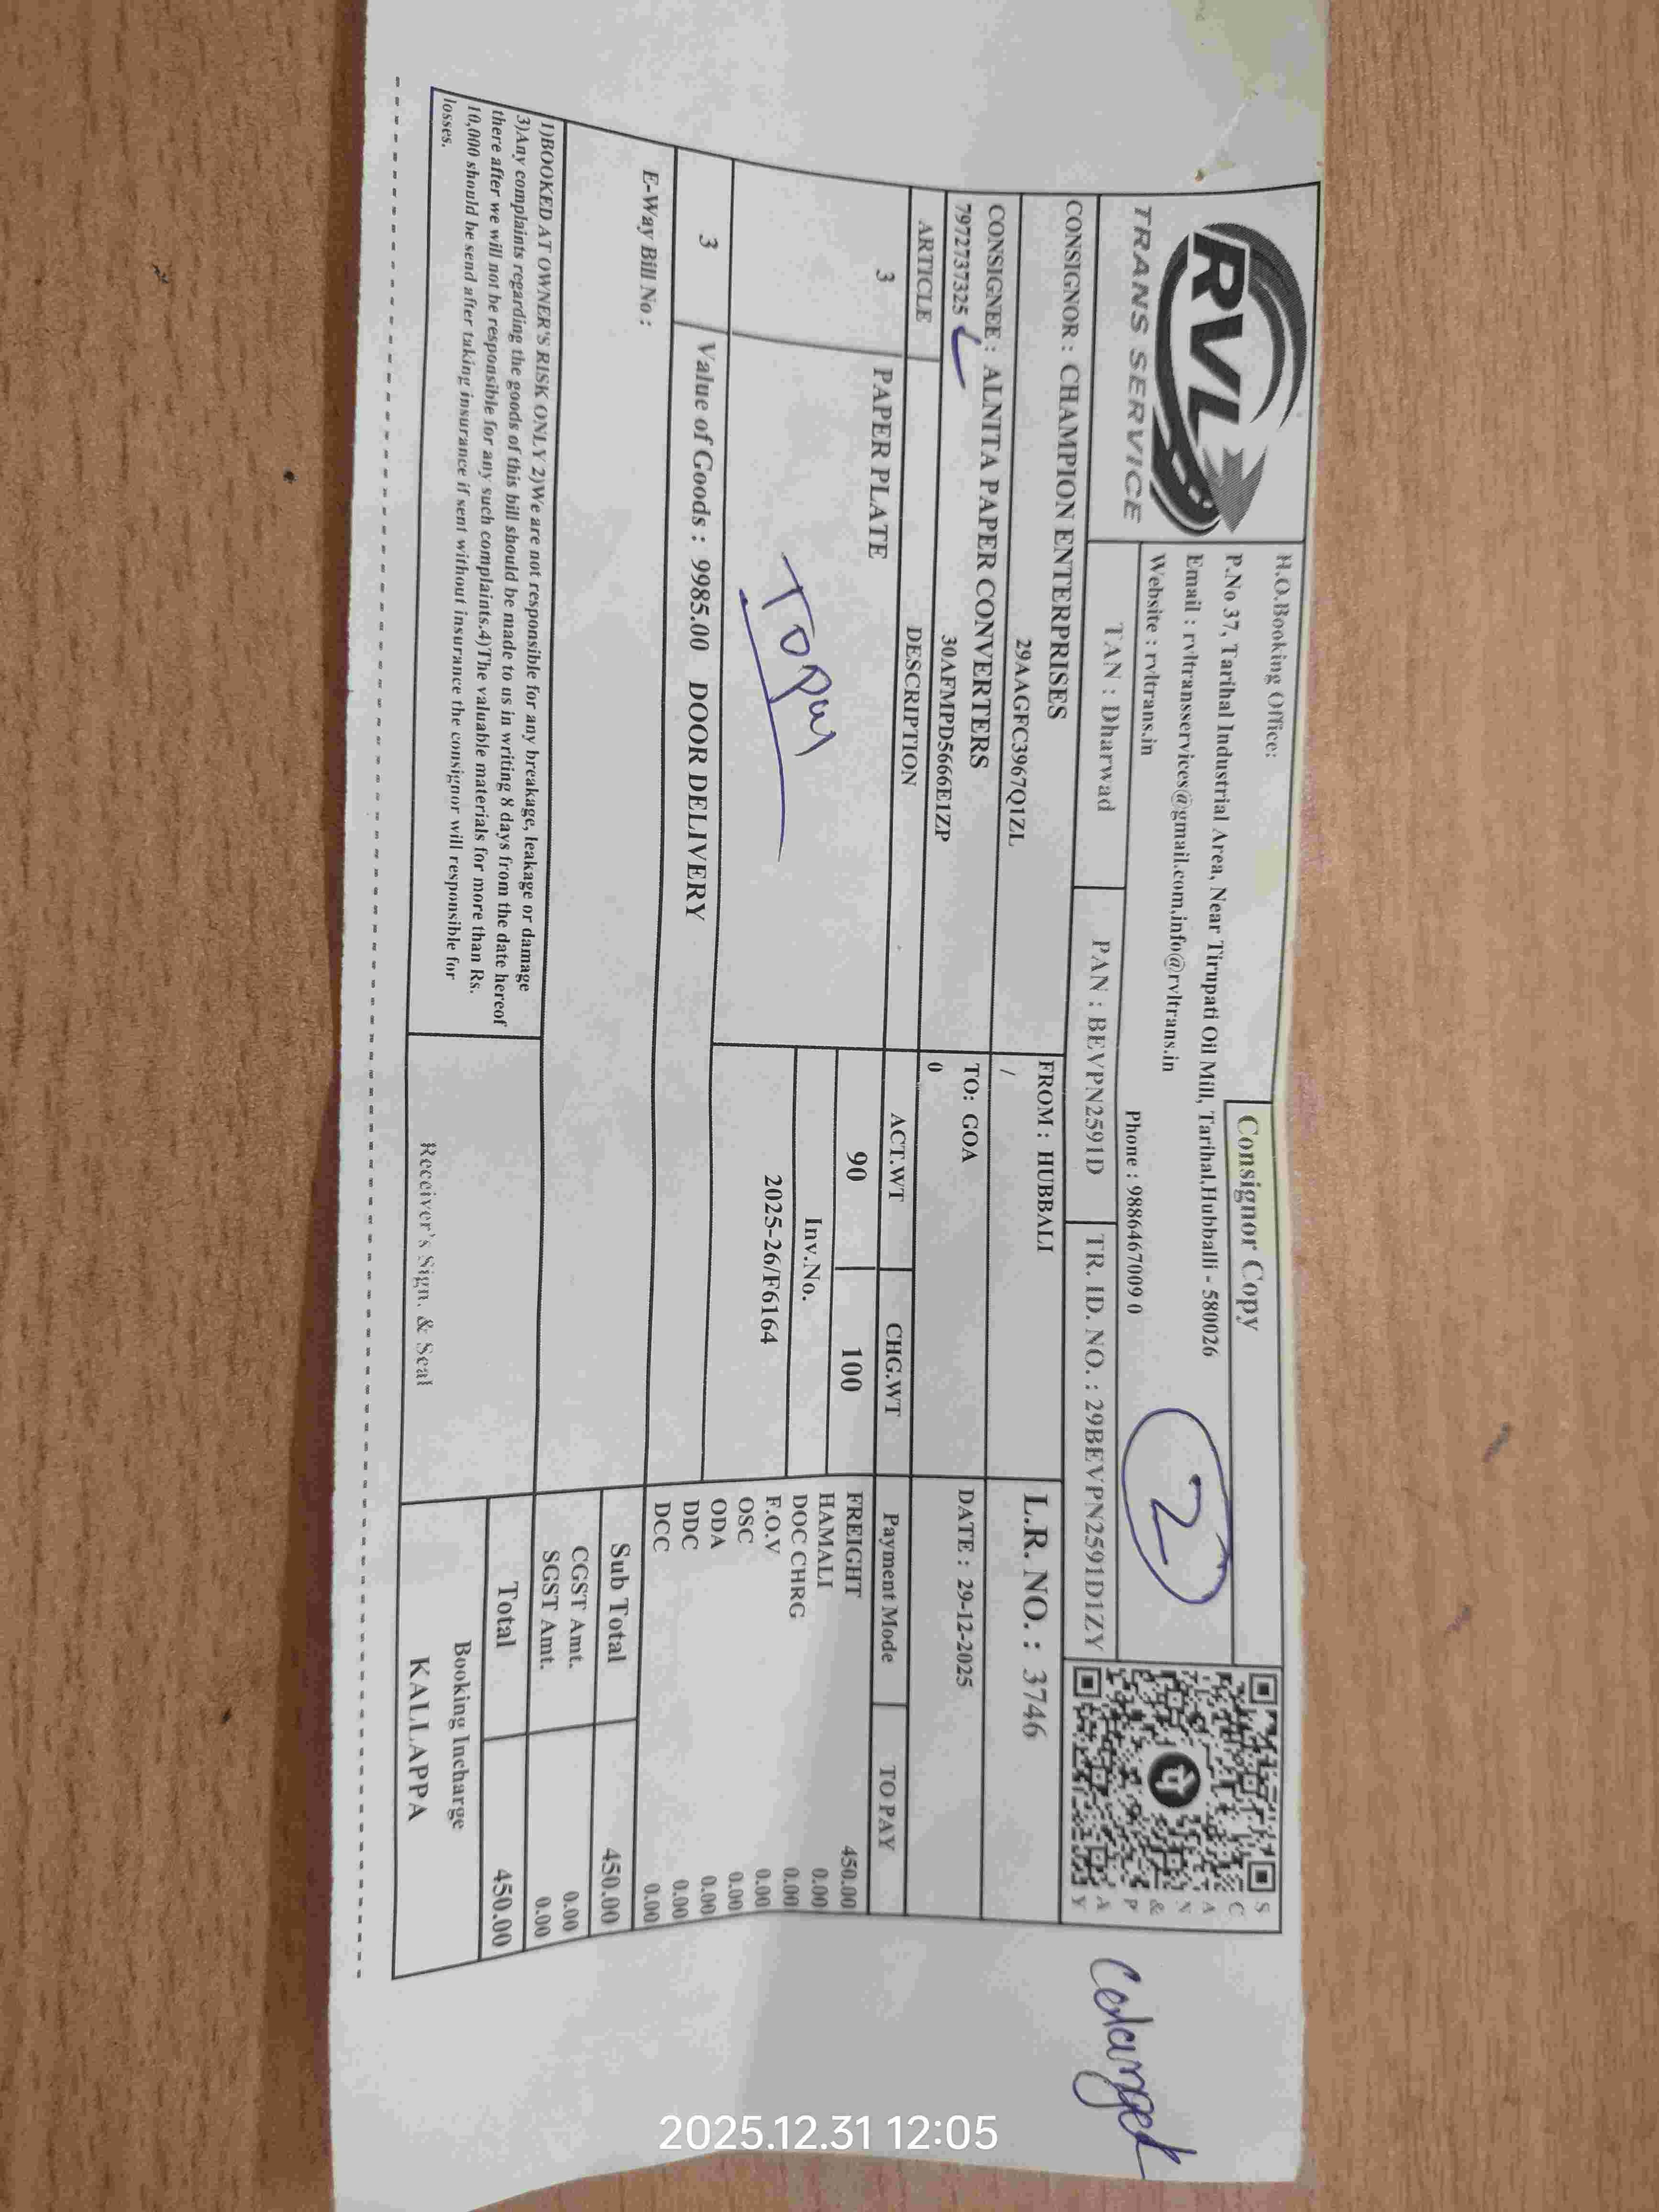 RVL
TRANS SERVICE
H.O.Booking Office:
Consignor Copy
P.No 37, Tarihal Industrial Area, Near Tirupati Oil Mill, Tarihal,Hubballi - 580026
Email : rvltransservices@gmail.com,info@rvltrans.in
Website : rvltrans.in
Phone : 9886467009 0
2
SCAN & PAY
TAN : Dharwad
PAN : BEVPN2591D
TR. ID. NO. : 29BEVPN2591D1ZY
CONSIGNOR : CHAMPION ENTERPRISES
29AAGFC3967Q1ZL
FROM : HUBBALI
/
L.R. NO. : 3746
CONSIGNEE : ALNITA PAPER CONVERTERS
7972737325
30AFMPD5666E1ZP
TO: GOA
0
DATE : 29-12-2025
ARTICLE DESCRIPTION ACT.WT CHG.WT Payment Mode TO PAY
3 PAPER PLATE 90 100
To Pay
Inv.No.
2025-26/F6164
FREIGHT 450.00
HAMALI 0.00
DOC CHRG 0.00
F.O.V 0.00
OSC 0.00
ODA 0.00
DDC 0.00
DCC 0.00
3 Value of Goods : 9985.00 DOOR DELIVERY
E-Way Bill No :
Sub Total 450.00
CGST Amt. 0.00
SGST Amt. 0.00
Total 450.00
1)BOOKED AT OWNER'S RISK ONLY 2)We are not responsible for any breakage, leakage or damage
3)Any complaints regarding the goods of this bill should be made to us in writing 8 days from the date hereof
there after we will not be responsible for any such complaints.4)The valuable materials for more than Rs.
10,000 should be send after taking insurance if sent without insurance the consignor will responsible for
losses.
Receiver's Sign. & Seal
Booking Incharge
KALLAPPA
2025.12.31 12:05